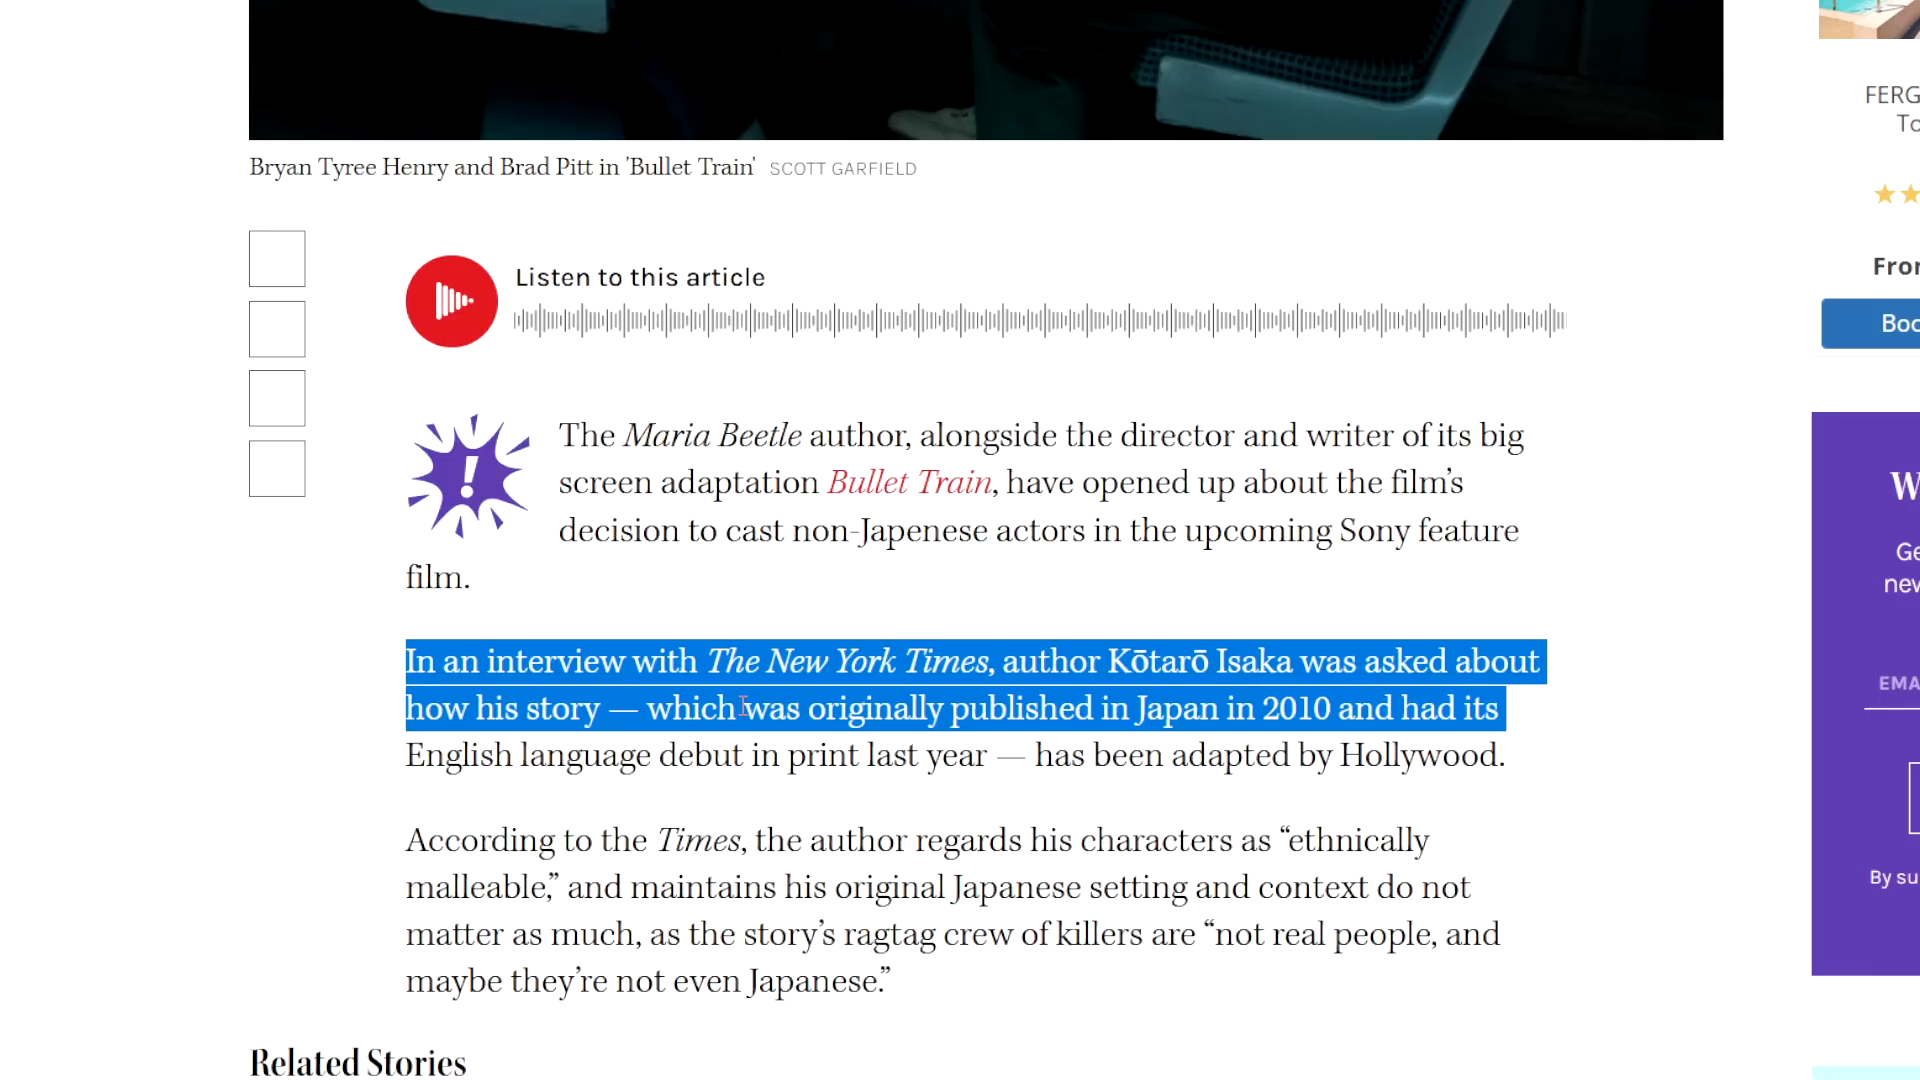 Bryan Tyree Henry and Brad Pitt in 'Bullet Train' SCOTT GARFIELD
Listen to this article
The Maria Beetle author, alongside the director and writer of its big
screen adaptation Bullet Train, have opened up about the film’s
decision to cast non-Japenese actors in the upcoming Sony feature
film.
In an interview with The New York Times, author Kōtarō Isaka was asked about
how his story — which was originally published in Japan in 2010 and had its
English language debut in print last year — has been adapted by Hollywood.
According to the Times, the author regards his characters as “ethnically
malleable,” and maintains his original Japanese setting and context do not
matter as much, as the story’s ragtag crew of killers are “not real people, and
maybe they’re not even Japanese.”
Related Stories
FERG
From
By